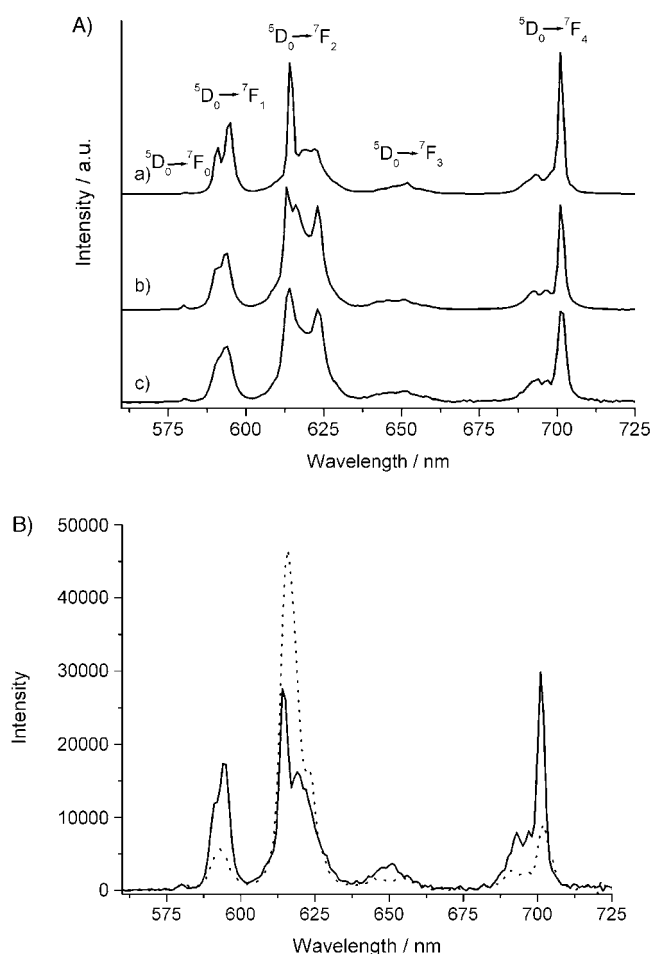 A)
⁵D₀→⁷F₂
⁵D₀→⁷F₄
⁵D₀→⁷F₁
⁵D₀→⁷F₀
⁵D₀→⁷F₃
a)
b)
c)
Intensity / a.u.
575 600 625 650 675 700 725
Wavelength / nm
B)
50000
40000
30000
20000
10000
0
Intensity
575 600 625 650 675 700 725
Wavelength / nm